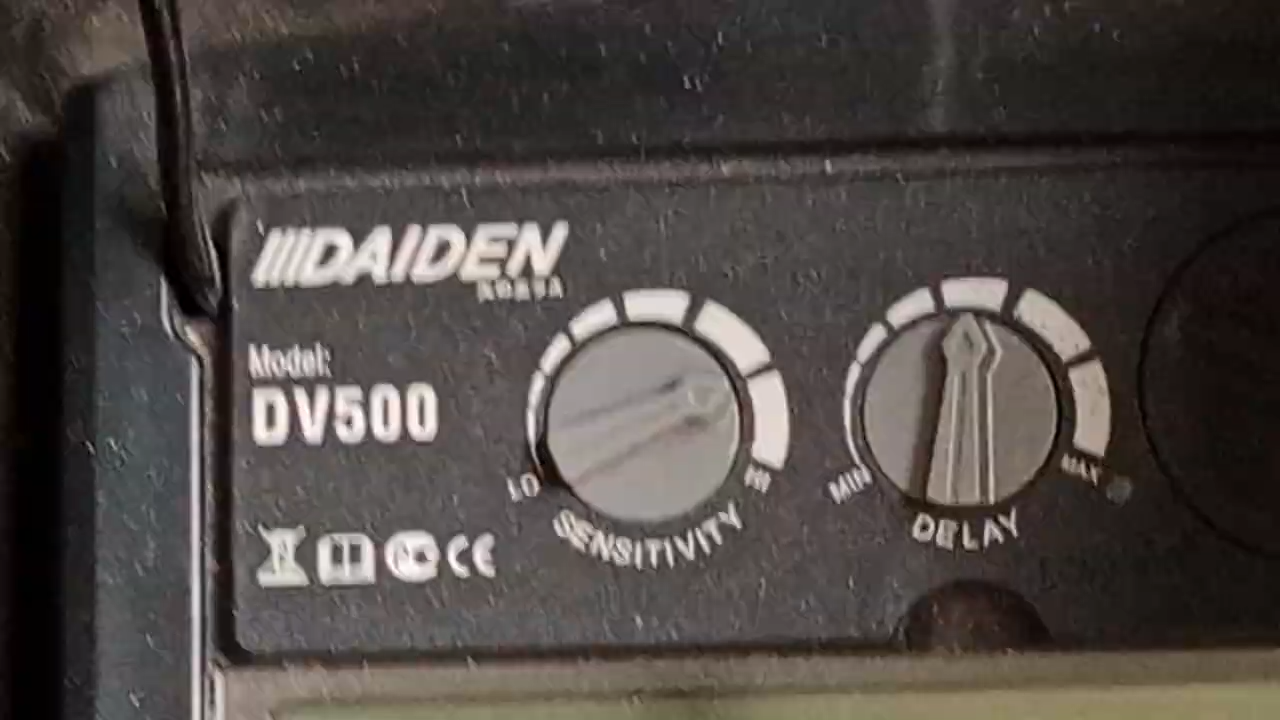 DAIDEN
Model:
DV500
LO
HI
SENSITIVITY
MIN
MAX
DELAY
CE